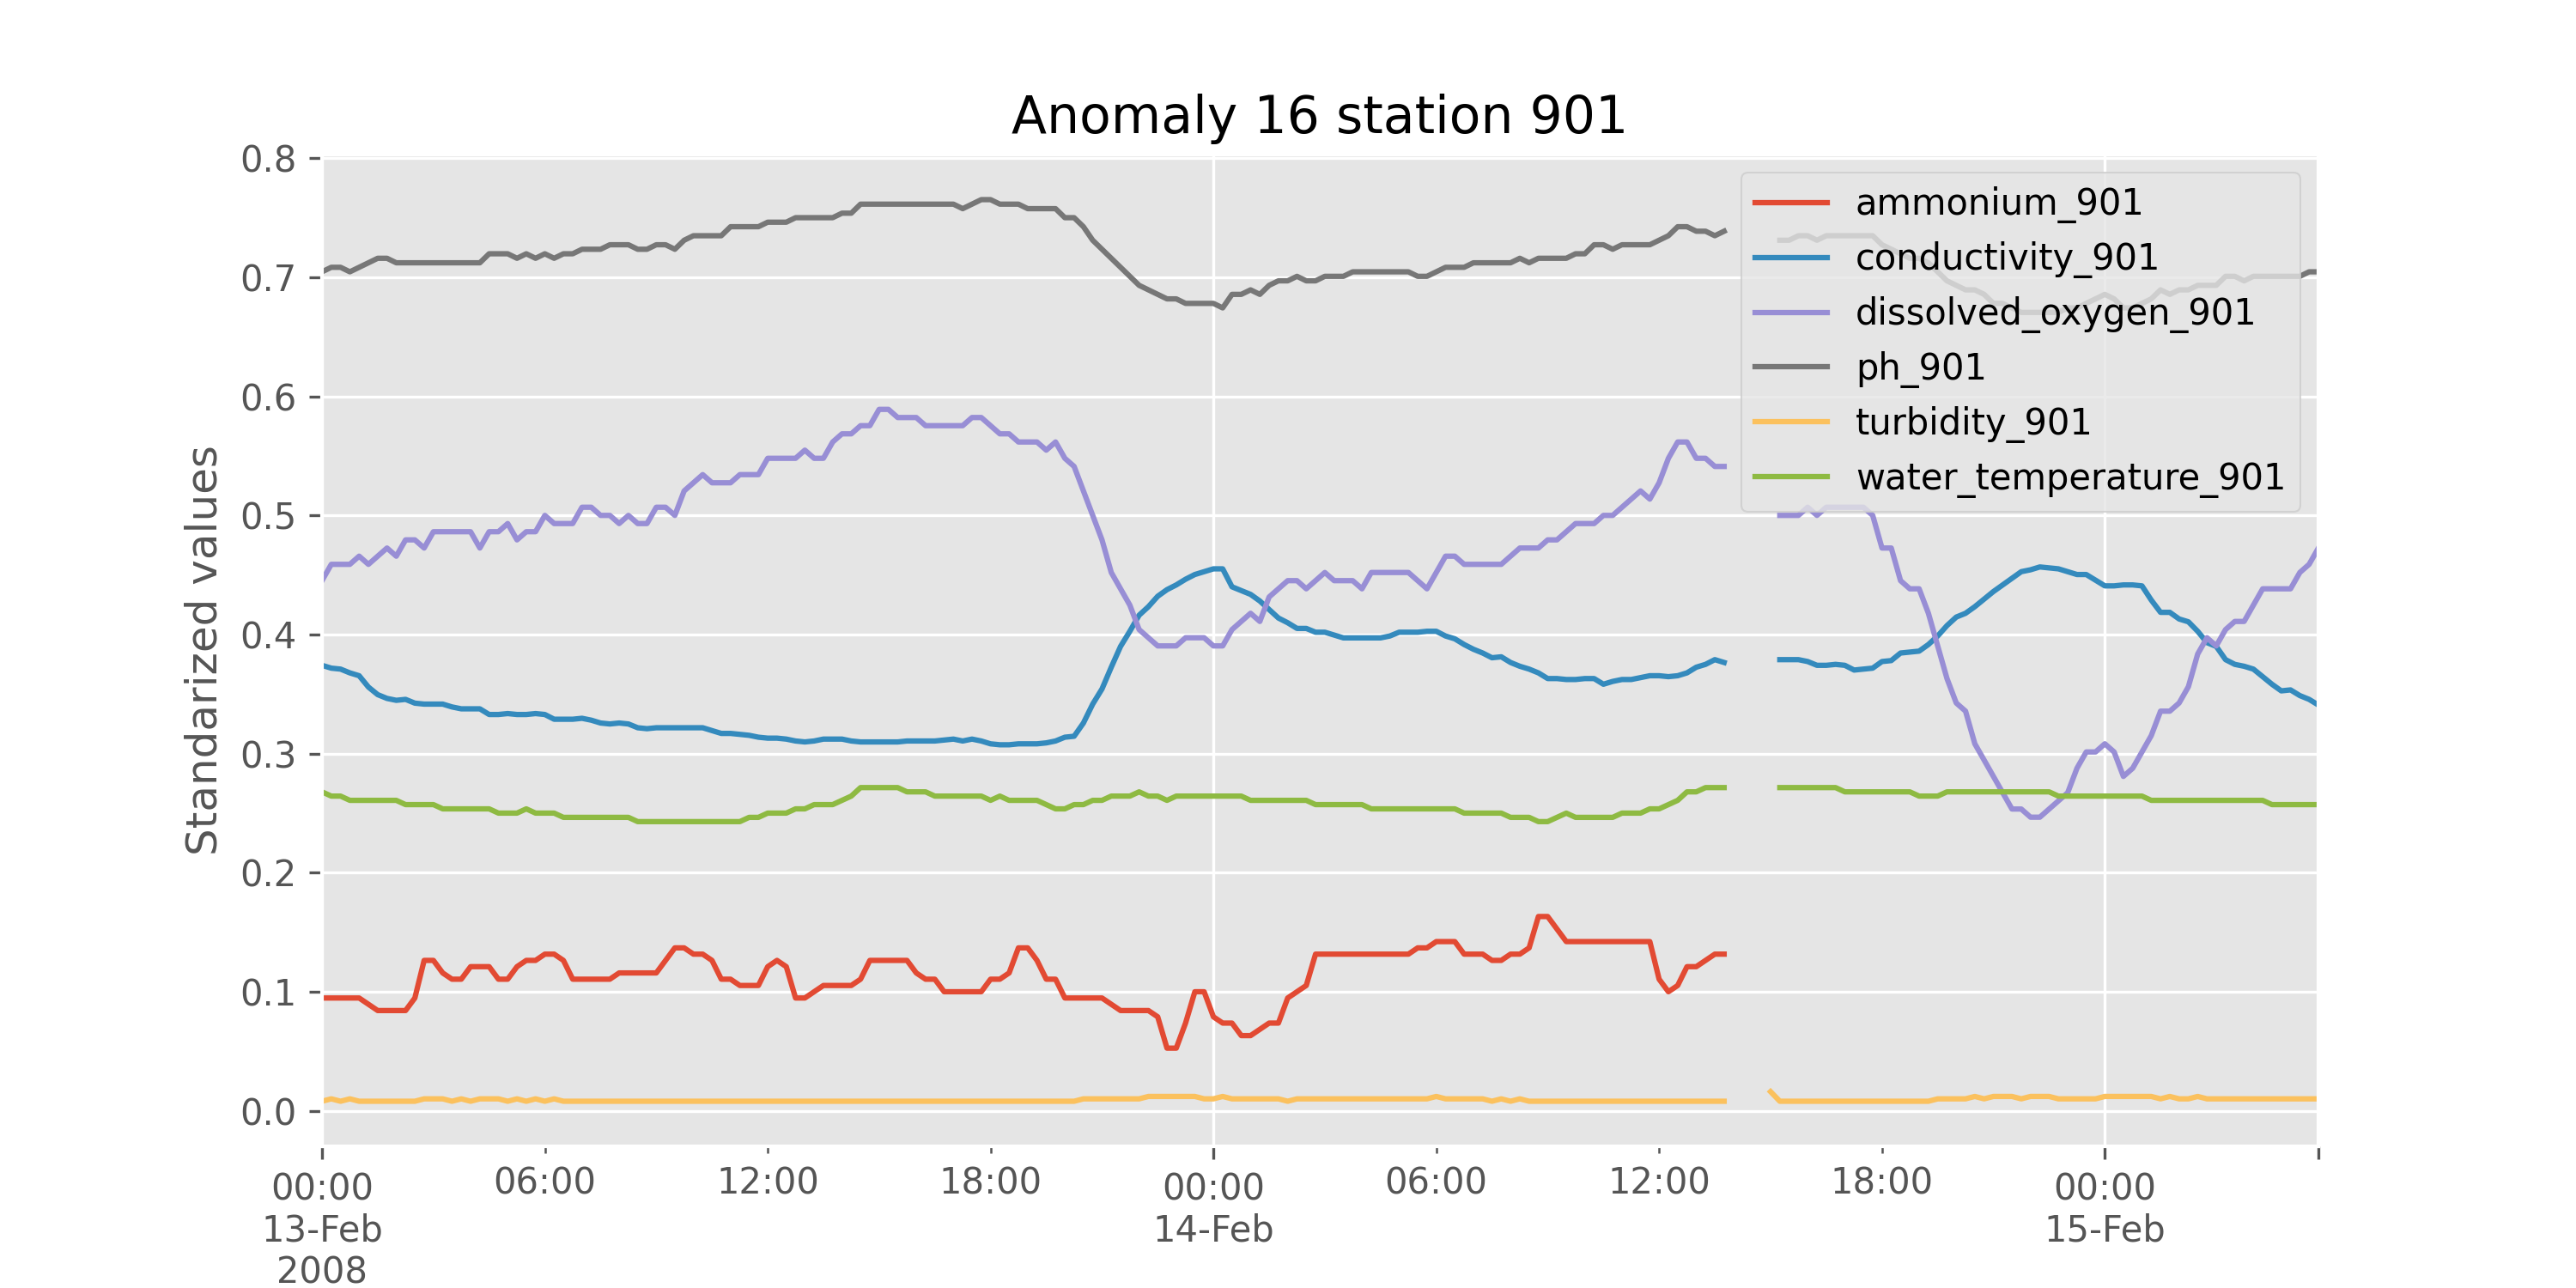 Anomaly 16 station 901
Standarized values
0.8
0.7
0.6
0.5
0.4
0.3
0.2
0.1
0.0
ammonium_901
conductivity_901
dissolved_oxygen_901
ph_901
turbidity_901
water_temperature_901
00:00 06:00 12:00 18:00 00:00 06:00 12:00 18:00 00:00
13-Feb 14-Feb 15-Feb
2008